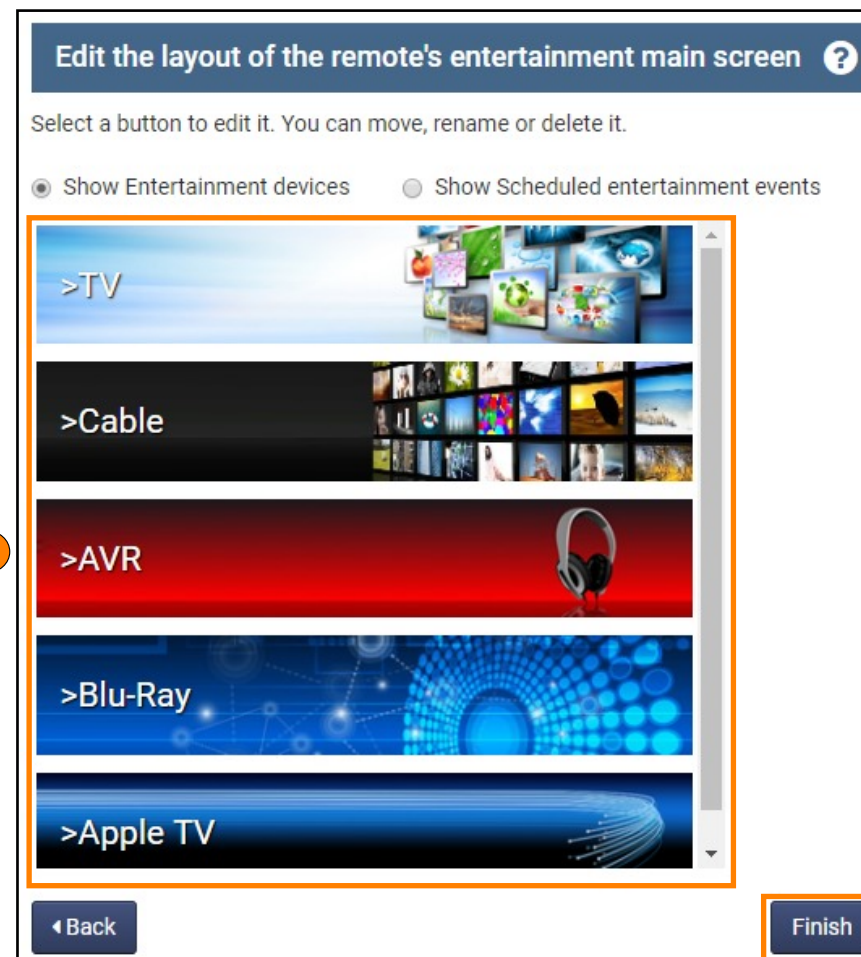 Edit the layout of the remote's entertainment main screen ?
Select a button to edit it. You can move, rename or delete it.
Show Entertainment devices Show Scheduled entertainment events
>TV
>Cable
>AVR
>Blu-Ray
>Apple TV
Back Finish